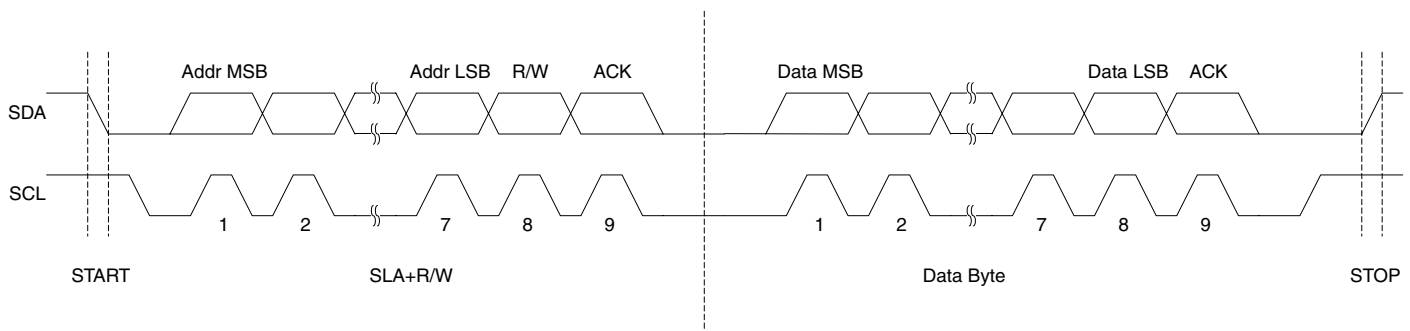 Addr MSB Addr LSB R/W ACK Data MSB Data LSB ACK
SDA
SCL
1 2 7 8 9 1 2 7 8 9
START SLA+R/W Data Byte STOP